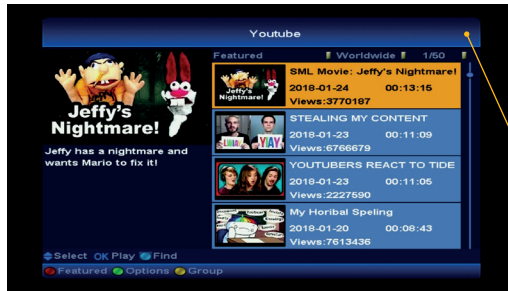 Youtube
Featured Worldwide 1/50
SML Movie: Jeffy's Nightmare!
2018-01-24 00:13:15
Views:3770187
Jeffy's
Nightmare!
STEALING MY CONTENT
2018-01-23 00:11:09
Views:6766679
YIAY
YOUTUBERS REACT TO TIDE
2018-01-23 00:11:05
Views:2227590
My Horibal Speling
2018-01-20 00:08:43
Views:7613436
Jeffy's
Nightmare!
Jeffy has a nightmare and
wants Mario to fix it!
Select OK Play Find
Featured Options Group